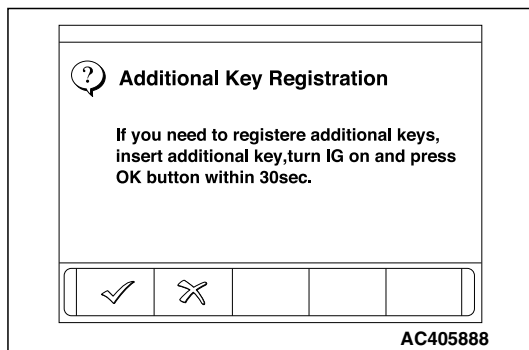 Additional Key Registration
If you need to registere additional keys,
insert additional key,turn IG on and press
OK button within 30sec.
AC405888